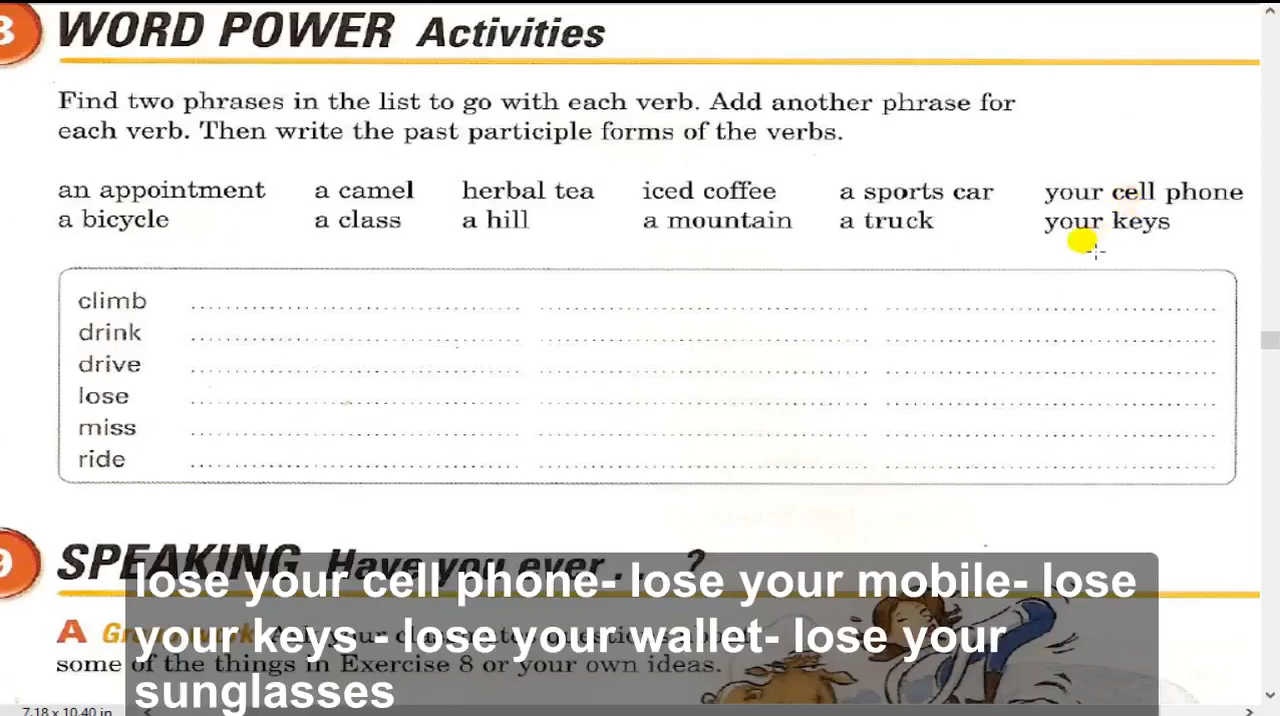 8 WORD POWER Activities
Find two phrases in the list to go with each verb. Add another phrase for
each verb. Then write the past participle forms of the verbs.
an appointment a camel herbal tea iced coffee a sports car your cell phone
a bicycle a class a hill a mountain a truck your keys
climb
drink
drive
lose
miss
ride
9 SPEAKING Have you ever . . . ?
lose your cell phone- lose your mobile- lose
your keys - lose your wallet- lose your
sunglasses
A
some of the things in Exercise 8 or your own ideas.
7.18 x 10.40 in